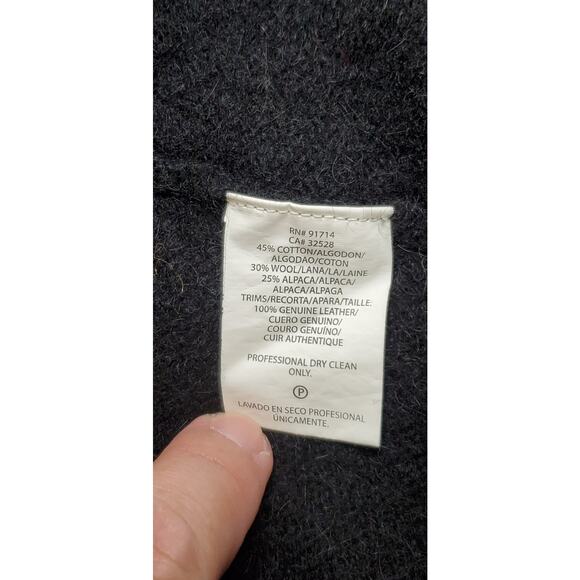 RN# 91714
CA# 32528
45% COTTON/ALGODON/
ALGODAO/COTON
30% WOOL/LANA/LA/LAINE
25% ALPACA/ALPACA/
ALPACA/ALPAGA
TRIMS/RECORTA/APARA/TAILLE:
100% GENUINE LEATHER/
CUERO GENUINO/
COURO GENUÍNO/
CUIR AUTHENTIQUE
PROFESSIONAL DRY CLEAN
ONLY.
P
LAVADO EN SECO PROFESIONAL
ÚNICAMENTE.